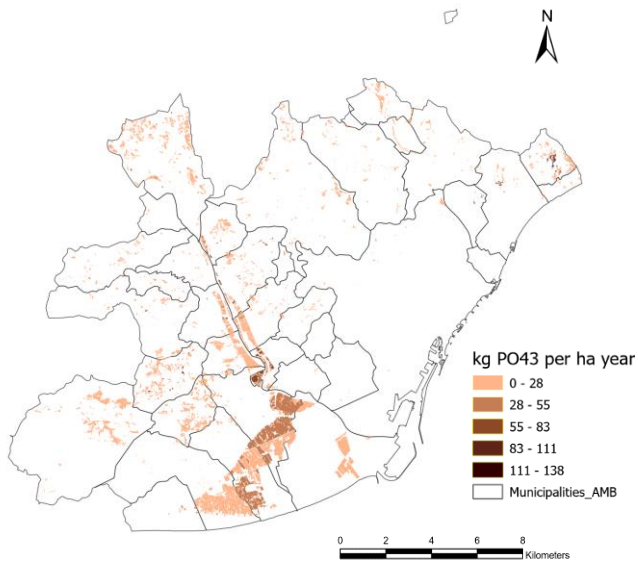 N
kg PO43 per ha year
0 - 28
28 - 55
55 - 83
83 - 111
111 - 138
Municipalities_AMB
0 2 4 6 8
Kilometers